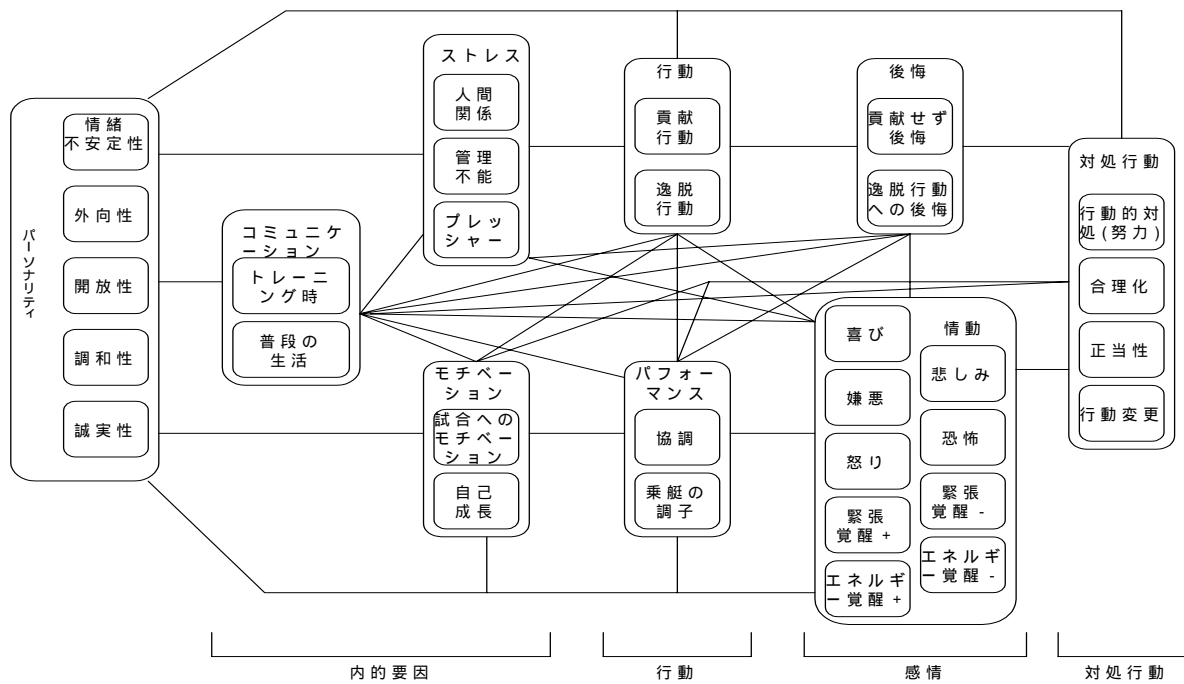 パーソナリティ
情緒
不安定性
外向性
開放性
調和性
誠実性
コミュニケ
ーション
トレーニ
ング時
普段の
生活
ストレス
人間
関係
管理
不能
プレッ
シャー
モチベー
ション
試合への
モチベー
ション
自己
成長
行動
貢献
行動
逸脱
行動
パフォー
マンス
協調
乗艇の
調子
後悔
貢献せず
後悔
逸脱行動
への後悔
情動
喜び
嫌悪
怒り
緊張
覚醒+
エネルギ
ー覚醒+
悲しみ
恐怖
緊張
覚醒-
エネルギ
ー覚醒-
対処行動
行動的対
処(努力)
合理化
正当性
行動変更
内的要因
行動
感情
対処行動